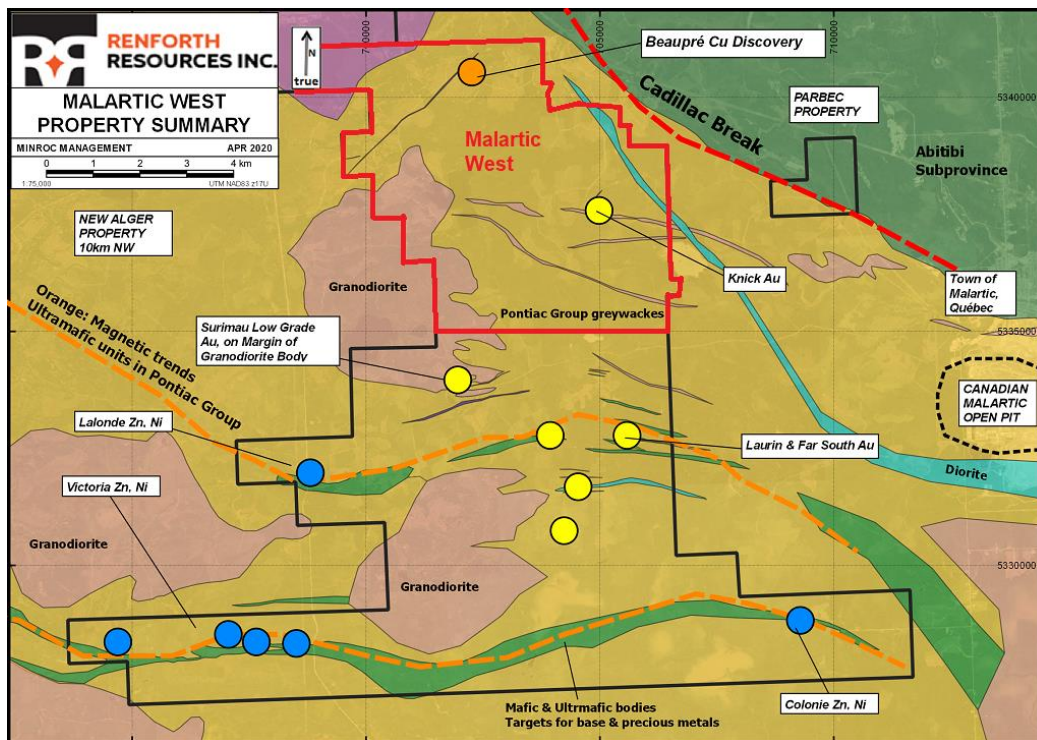 RENFORTH
RESOURCES INC.
MALARTIC WEST
PROPERTY SUMMARY
MINROC MANAGEMENT APR 2020
0 1 2 3 4 km
1:75,000 UTM NAD83 z17U
N
true
700000
705000
710000
Beaupré Cu Discovery
Cadillac Break
PARBEC
PROPERTY
5340000
Abitibi
Subprovince
Malartic
West
NEW ALGER
PROPERTY
10km NW
Knick Au
Granodiorite
Town of
Malartic,
Québec
Pontiac Group greywackes
Orange: Magnetic trends
Ultramafic units in Pontiac Group
Surimau Low Grade
Au, on Margin of
Granodiorite Body
5335000
CANADIAN
MALARTIC
OPEN PIT
Lalonde Zn, Ni
Laurin & Far South Au
Diorite
Victoria Zn, Ni
Granodiorite
Granodiorite
5330000
Mafic & Ultrmafic bodies
Targets for base & precious metals
Colonie Zn, Ni